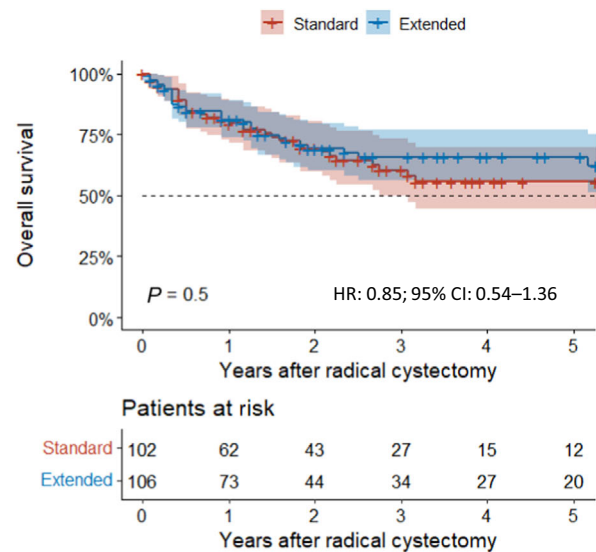 Standard Extended
100%
75%
50%
25%
0%
Overall survival
P = 0.5 HR: 0.85; 95% CI: 0.54–1.36
0 1 2 3 4 5
Years after radical cystectomy
Patients at risk
Standard 102 62 43 27 15 12
Extended 106 73 44 34 27 20
0 1 2 3 4 5
Years after radical cystectomy